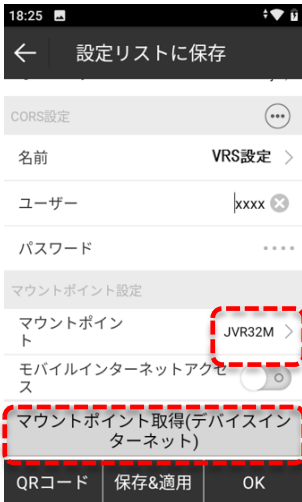 18:25
設定リストに保存
CORS設定
名前 VRS設定
ユーザー xxxx
パスワード ····
マウントポイント設定
マウントポイン
ト
JVR32M
モバイルインターネットアクセ
ス
マウントポイント取得(デバイスイン
ターネット)
QRコード 保存&適用 OK